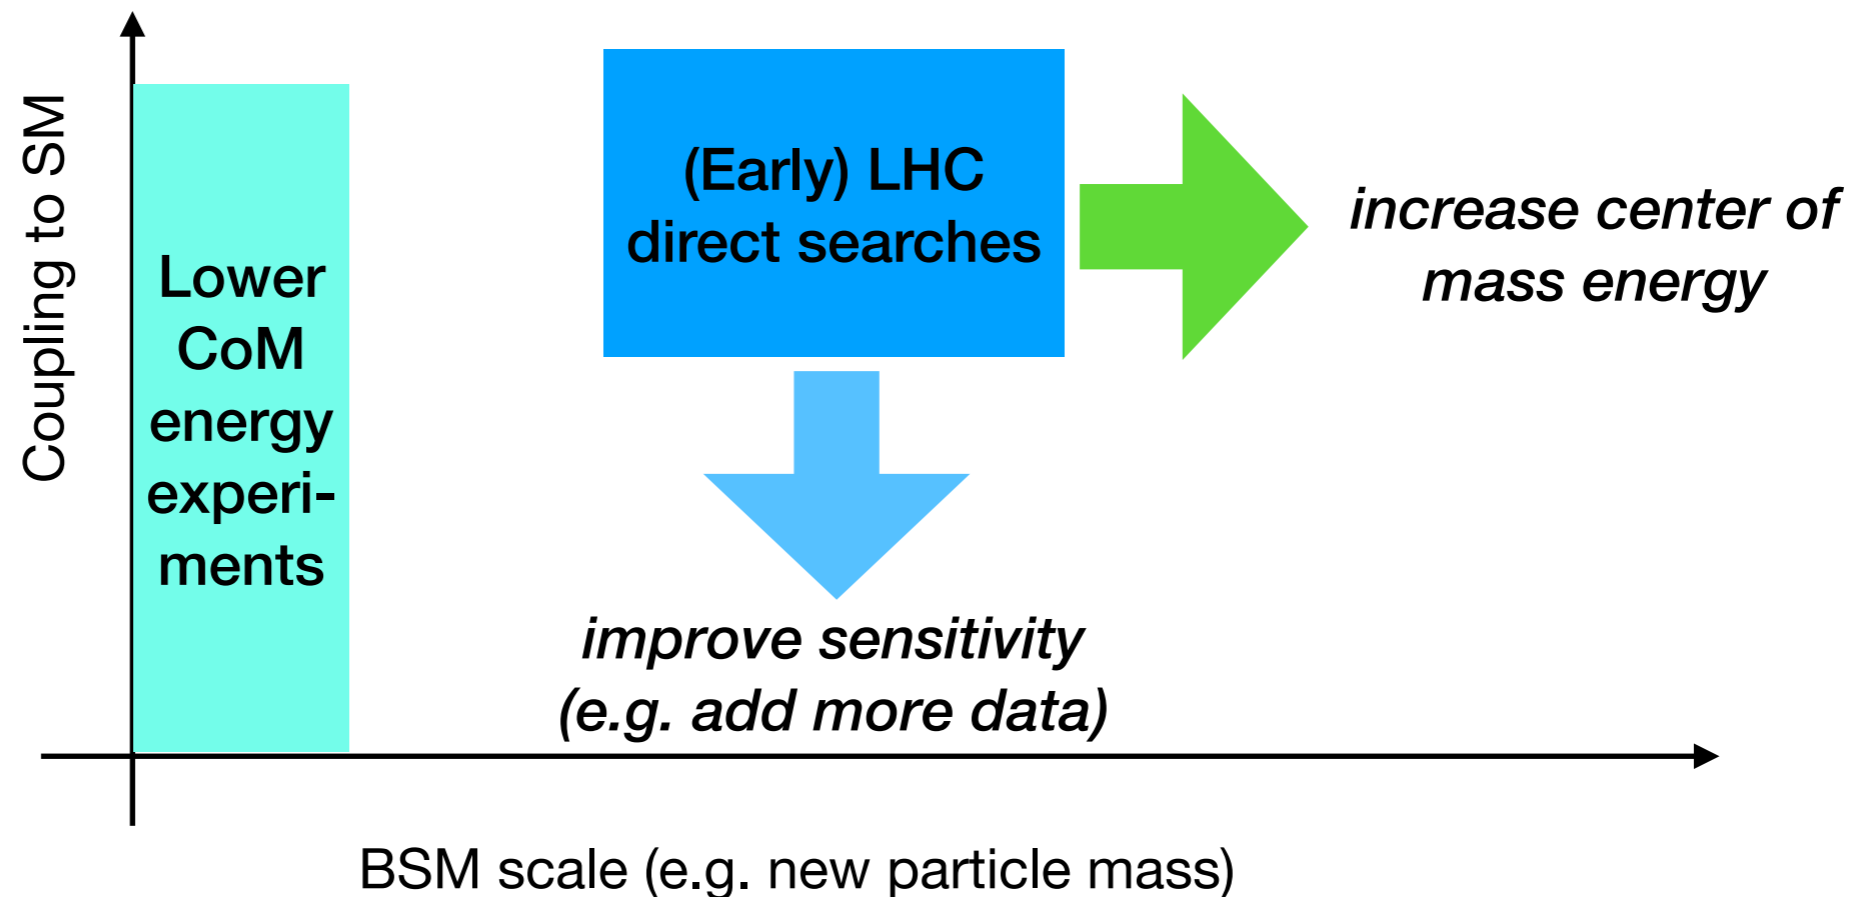 Coupling to SM
Lower
CoM
energy
experi-
ments
(Early) LHC
direct searches
increase center of
mass energy
improve sensitivity
(e.g. add more data)
BSM scale (e.g. new particle mass)